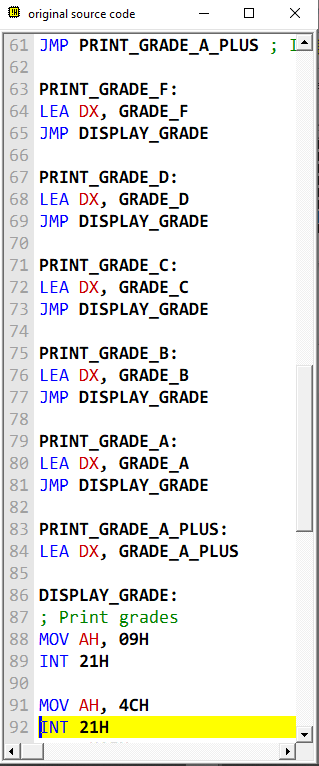 original source code
61 JMP PRINT_GRADE_A_PLUS ;
62
63 PRINT_GRADE_F:
64 LEA DX, GRADE_F
65 JMP DISPLAY_GRADE
66
67 PRINT_GRADE_D:
68 LEA DX, GRADE_D
69 JMP DISPLAY_GRADE
70
71 PRINT_GRADE_C:
72 LEA DX, GRADE_C
73 JMP DISPLAY_GRADE
74
75 PRINT_GRADE_B:
76 LEA DX, GRADE_B
77 JMP DISPLAY_GRADE
78
79 PRINT_GRADE_A:
80 LEA DX, GRADE_A
81 JMP DISPLAY_GRADE
82
83 PRINT_GRADE_A_PLUS:
84 LEA DX, GRADE_A_PLUS
85
86 DISPLAY_GRADE:
87 ; Print grades
88 MOV AH, 09H
89 INT 21H
90
91 MOV AH, 4CH
92 INT 21H